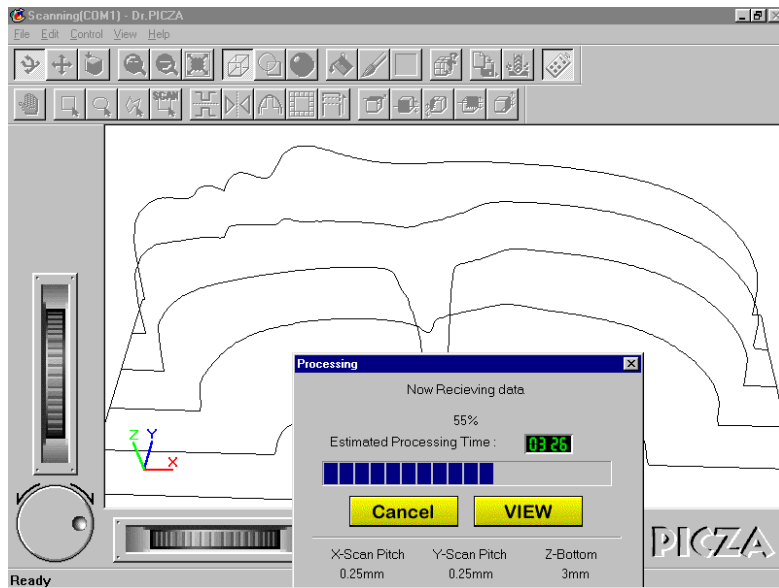 Scanning[COM1] - Dr.PICZA
File Edit Control View Help
SCAN
Processing
Now Recieving data
55%
Estimated Processing Time : 03 26
Cancel VIEW
X-Scan Pitch Y-Scan Pitch Z-Bottom
0.25mm 0.25mm 3mm
Z Y X
PICZA
Ready